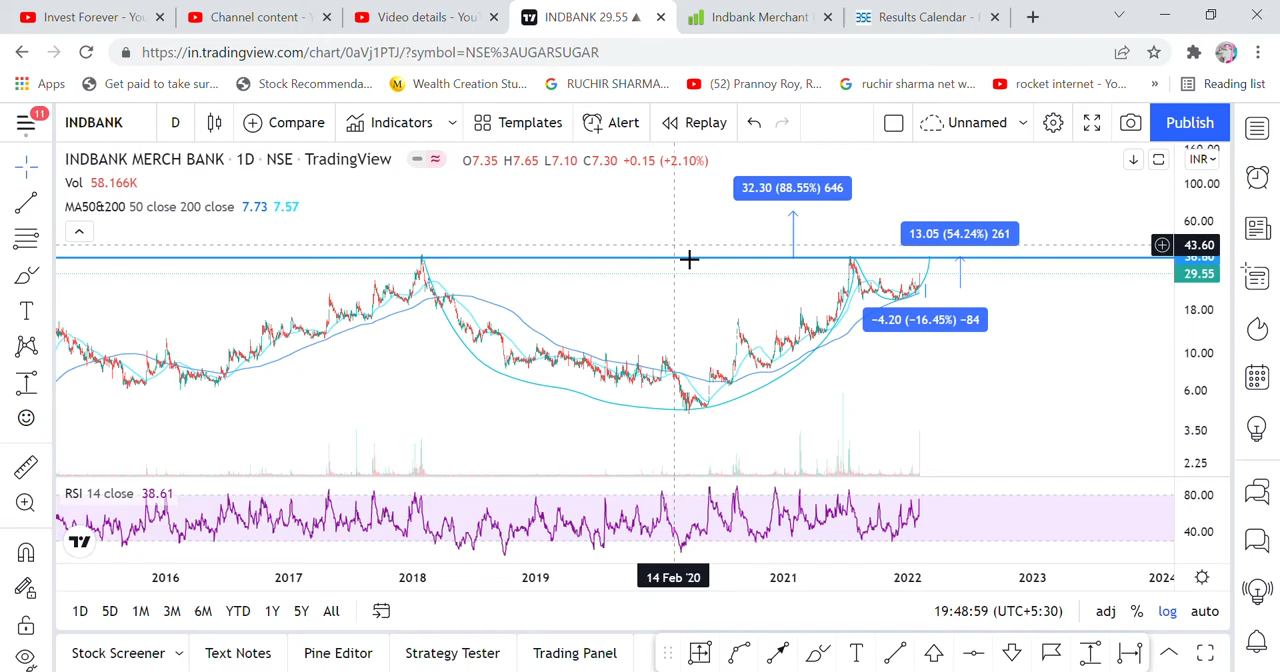 Invest Forever - You
Channel content - Y
Video details - You
INDBANK 29.55 ▲
Indbank Merchant
Results Calendar -
https://in.tradingview.com/chart/0aVj1PTJ/?symbol=NSE%3AUGARSUGAR
Apps
Get paid to take sur...
Stock Recommenda...
Wealth Creation Stu...
RUCHIR SHARMA...
(52) Prannoy Roy, R...
ruchir sharma net w...
rocket internet - Yo...
»
Reading list
11
INDBANK
D
Compare
Indicators
Templates
Alert
Replay
Unnamed
Publish
INDBANK MERCH BANK · 1D · NSE · TradingView
O7.35 H7.65 L7.10 C7.30 +0.15 (+2.10%)
INR
Vol 58.166K
MA50&200 50 close 200 close 7.73 7.57
32.30 (88.55%) 646
13.05 (54.24%) 261
−4.20 (−16.45%) −84
160.00
100.00
60.00
43.60
36.60
29.55
18.00
10.00
6.00
3.50
2.25
RSI 14 close 38.61
80.00
40.00
2016
2017
2018
2019
14 Feb '20
2021
2022
2023
2024
1D 5D 1M 3M 6M YTD 1Y 5Y All
19:48:59 (UTC+5:30)
adj % log auto
Stock Screener
Text Notes
Pine Editor
Strategy Tester
Trading Panel